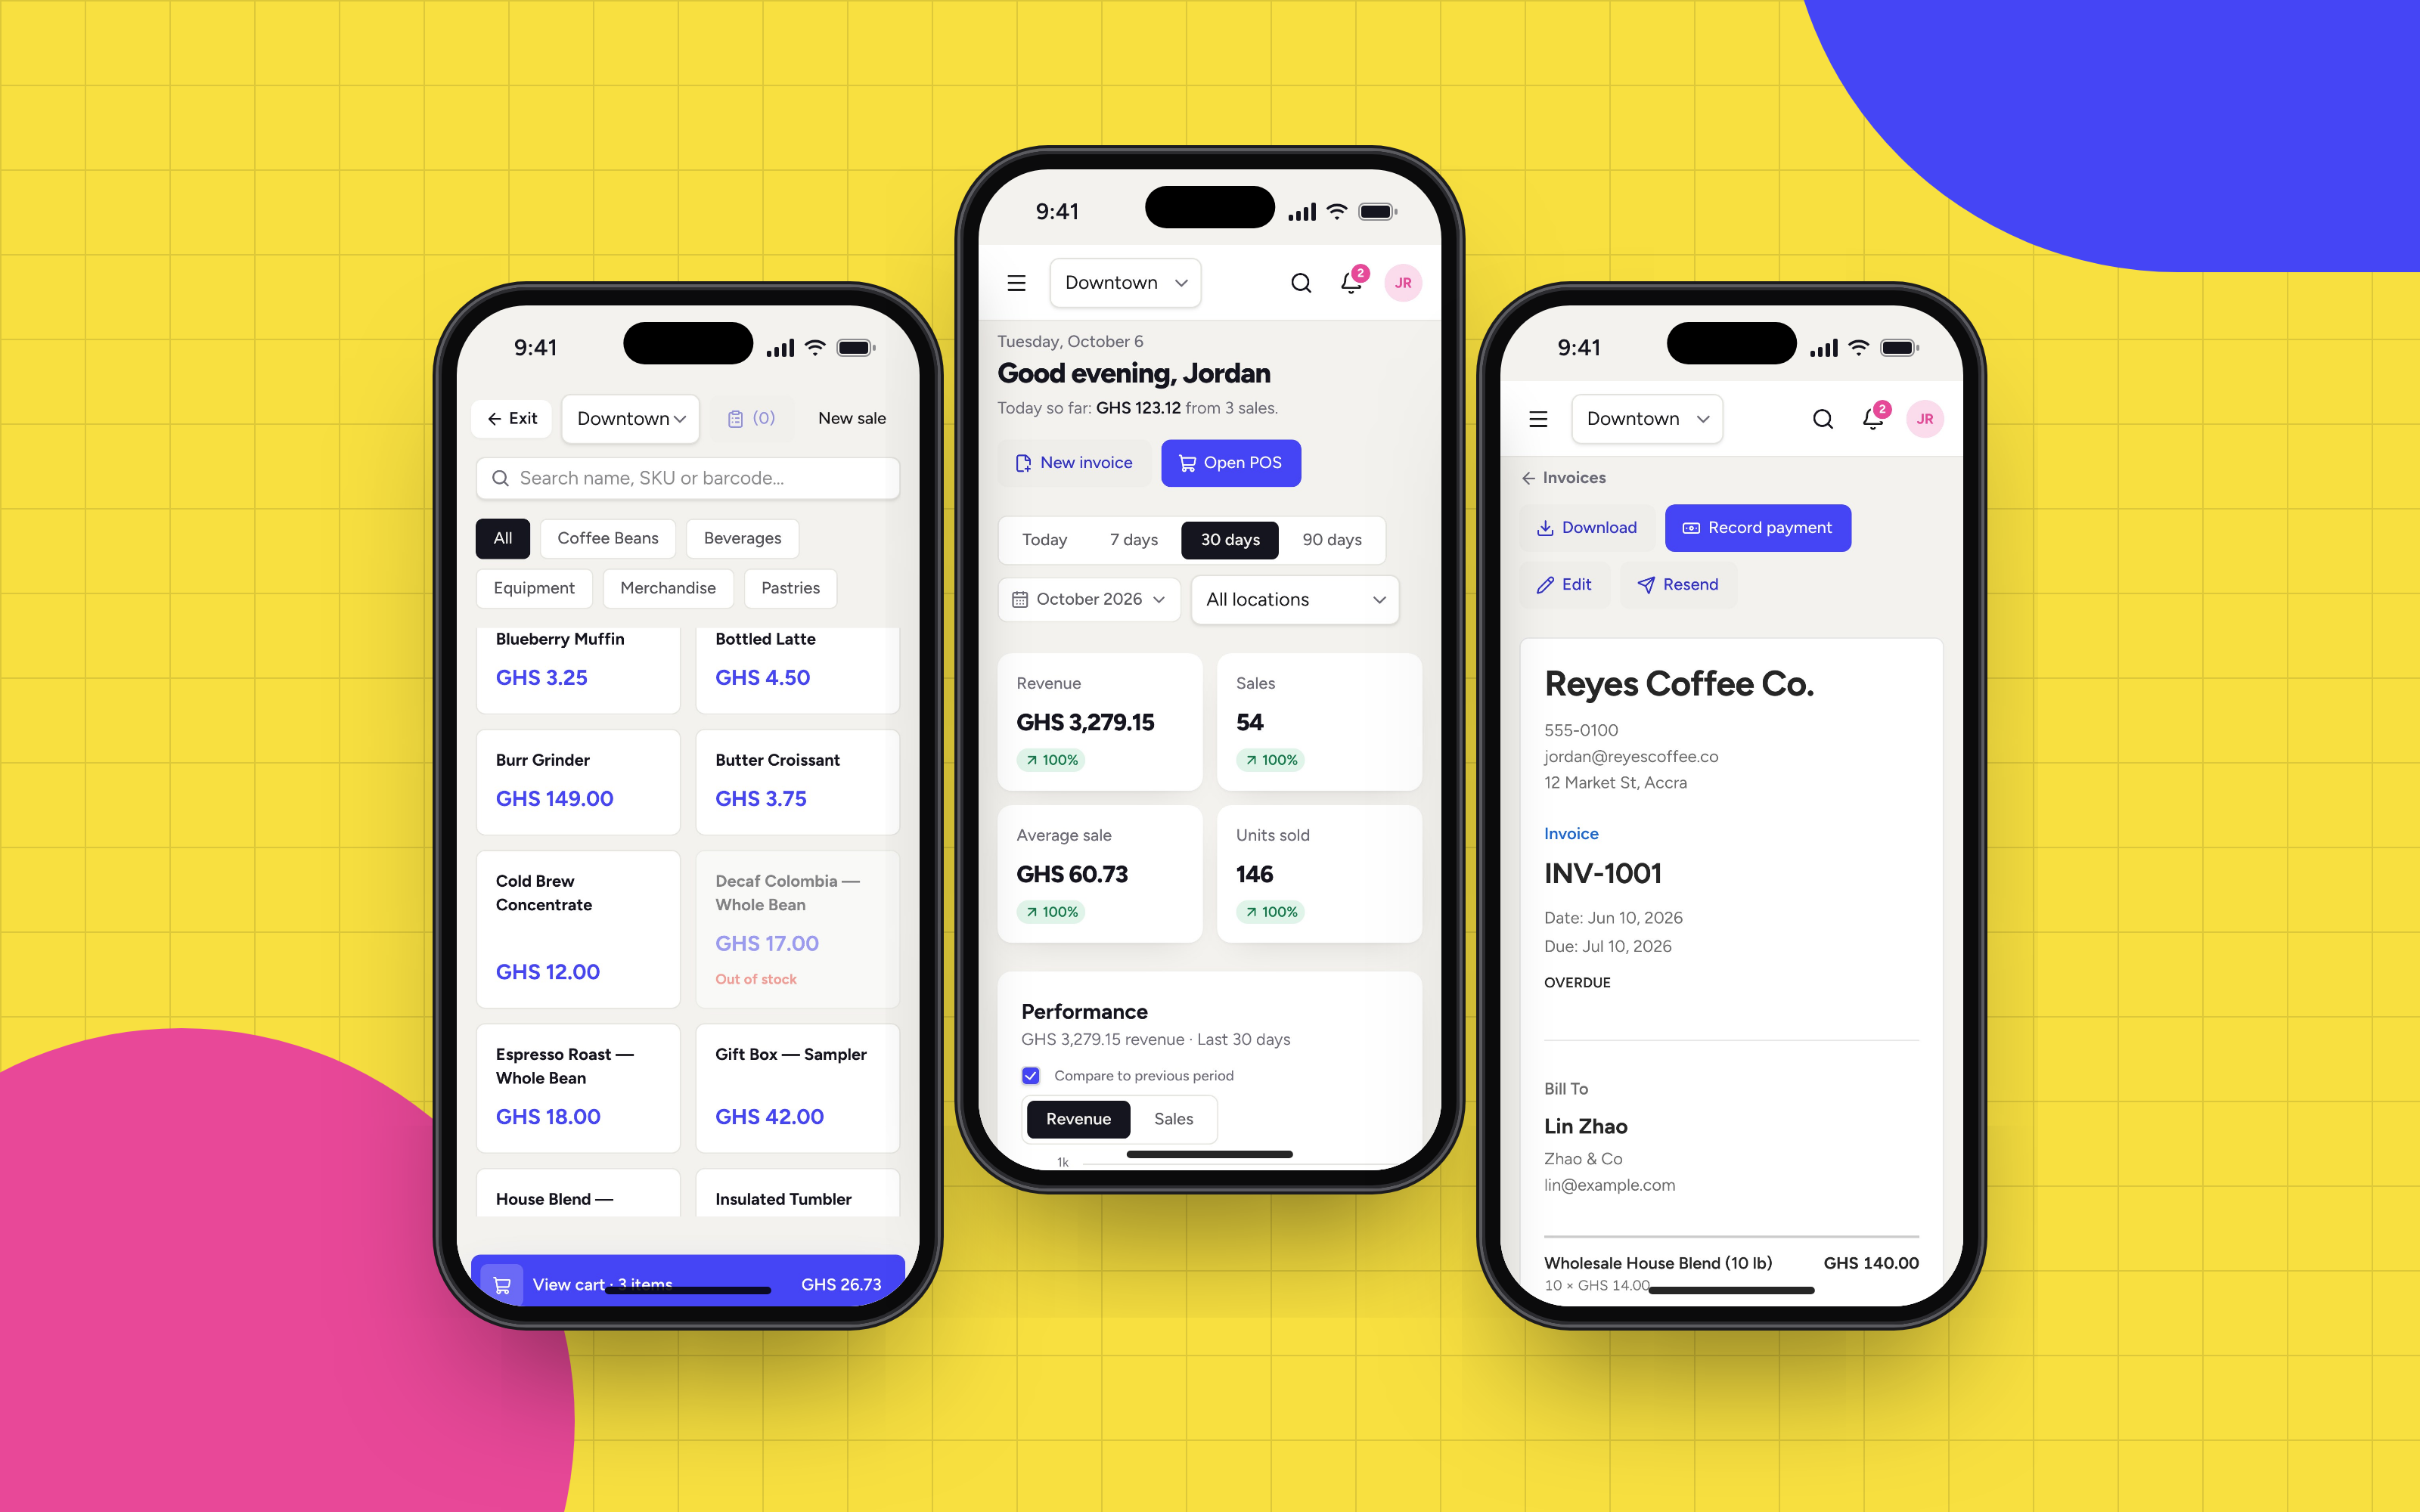 9:41
Exit
Downtown
(0)
New sale
Search name, SKU or barcode...
All
Coffee Beans
Beverages
Equipment
Merchandise
Pastries
Blueberry Muffin
GHS 3.25
Bottled Latte
GHS 4.50
Burr Grinder
GHS 149.00
Butter Croissant
GHS 3.75
Cold Brew
Concentrate
GHS 12.00
Decaf Colombia —
Whole Bean
GHS 17.00
Out of stock
Espresso Roast —
Whole Bean
GHS 18.00
Gift Box — Sampler
GHS 42.00
House Blend —
Insulated Tumbler
View cart · 3 items
GHS 26.73
9:41
Downtown
2
JR
Tuesday, October 6
Good evening, Jordan
Today so far: GHS 123.12 from 3 sales.
New invoice
Open POS
Today
7 days
30 days
90 days
October 2026
All locations
Revenue
GHS 3,279.15
100%
Sales
54
100%
Average sale
GHS 60.73
100%
Units sold
146
100%
Performance
GHS 3,279.15 revenue · Last 30 days
Compare to previous period
Revenue
Sales
1k
9:41
Downtown
2
JR
Invoices
Download
Record payment
Edit
Resend
Reyes Coffee Co.
555-0100
jordan@reyescoffee.co
12 Market St, Accra
Invoice
INV-1001
Date: Jun 10, 2026
Due: Jul 10, 2026
OVERDUE
Bill To
Lin Zhao
Zhao & Co
lin@example.com
Wholesale House Blend (10 lb)
GHS 140.00
10 × GHS 14.00